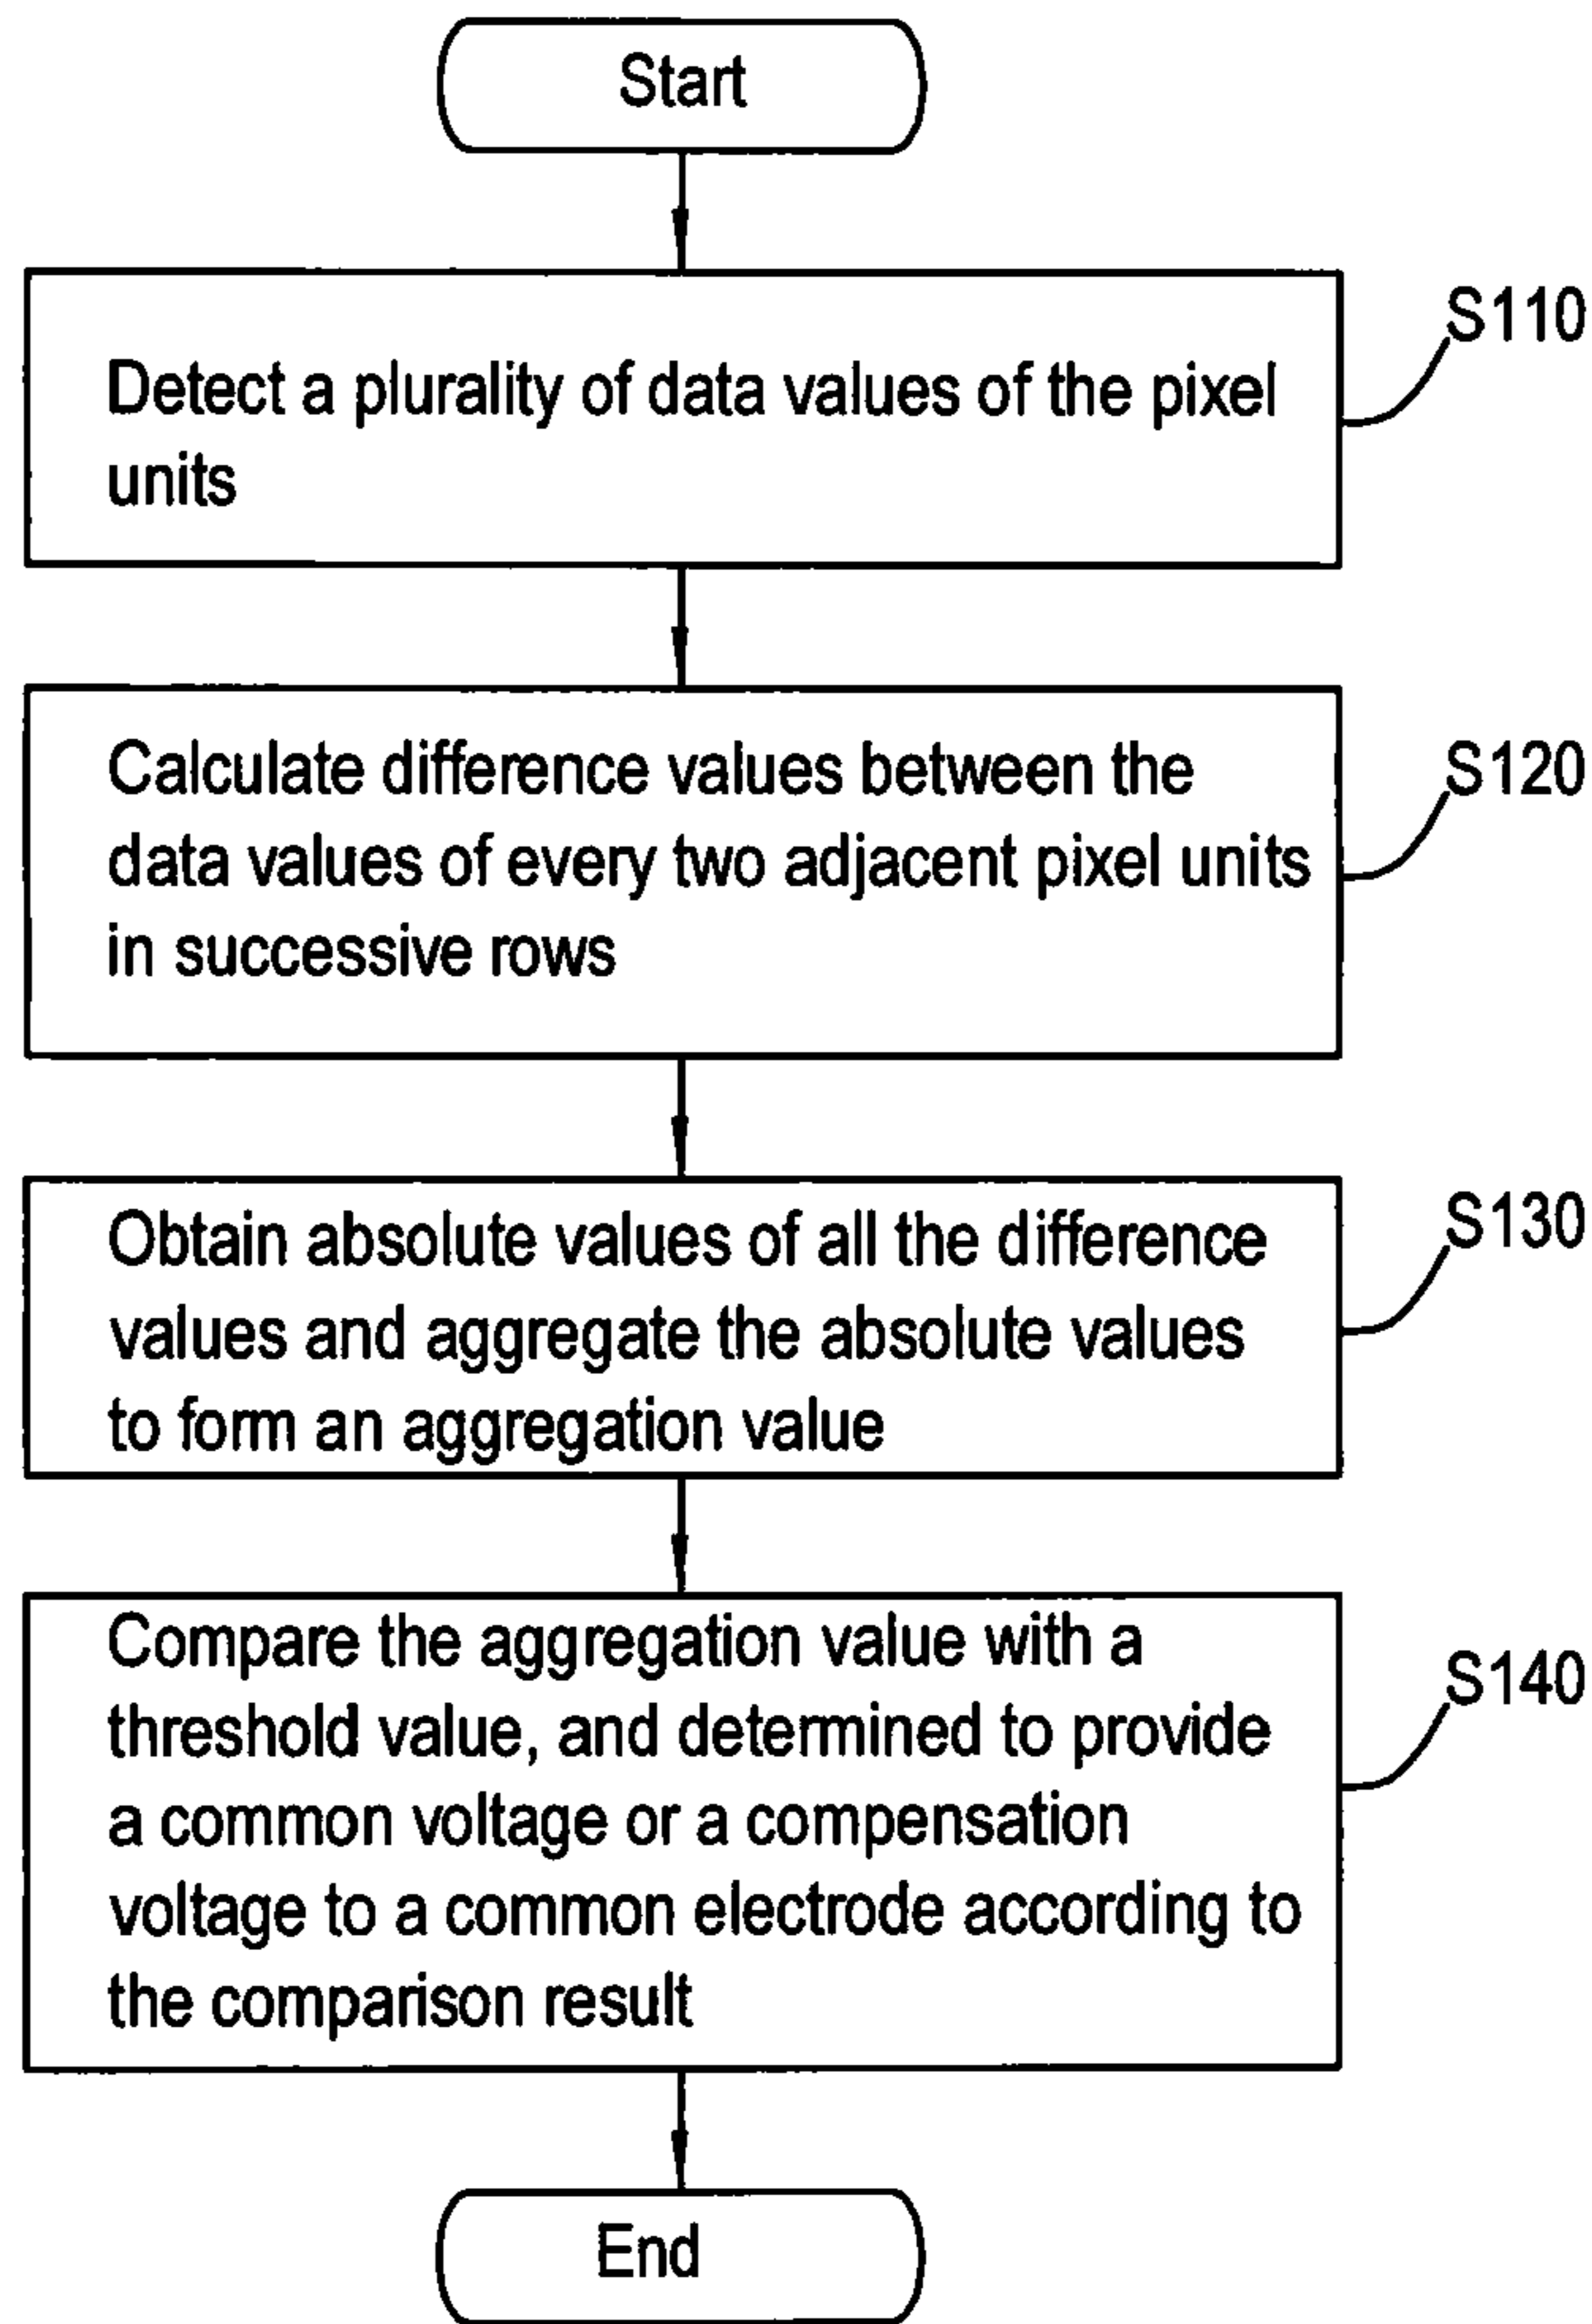 Start
S110
Detect a plurality of data values of the pixel
units
S120
Calculate difference values between the
data values of every two adjacent pixel units
in successive rows
S130
Obtain absolute values of all the difference
values and aggregate the absolute values
to form an aggregation value
S140
Compare the aggregation value with a
threshold value, and determined to provide
a common voltage or a compensation
voltage to a common electrode according to
the comparison result
End